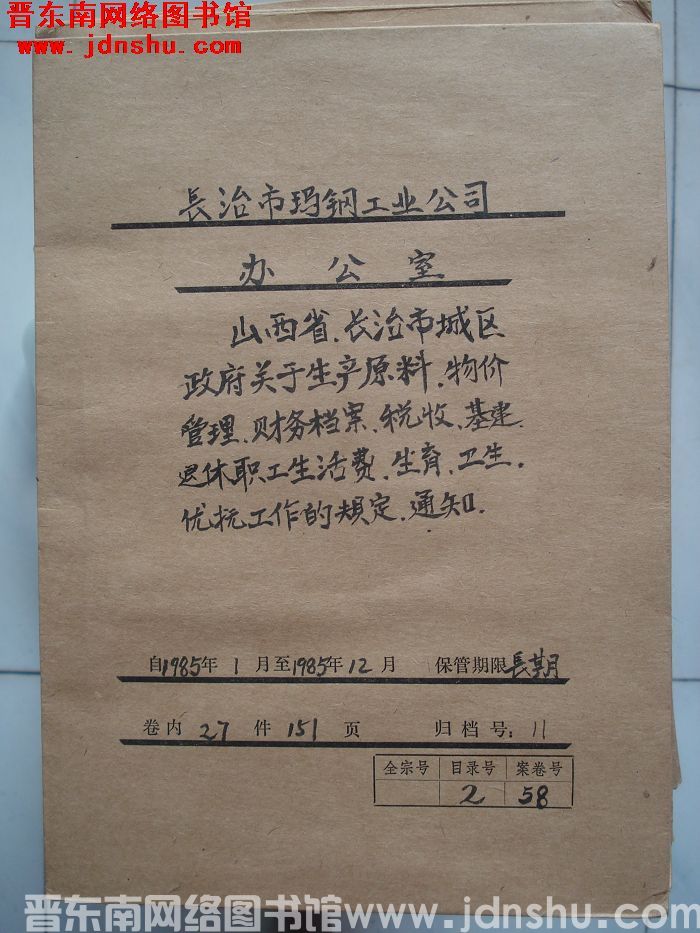 晋东南网络图书馆
www.jdnshu.com
長治市玛钢工业公司
办公室
山西省、长治市城区
政府关于生产原料、物价
管理、财务档案、税收、基建、
退休职工生活费、生育、卫生、
优抚工作的规定、通知。
自1985年1月至1985年12月 保管期限長期
卷内27件151页 归档号:11
全宗号 目录号 案卷号
2 58
晋东南网络图书馆 www.jdnshu.com